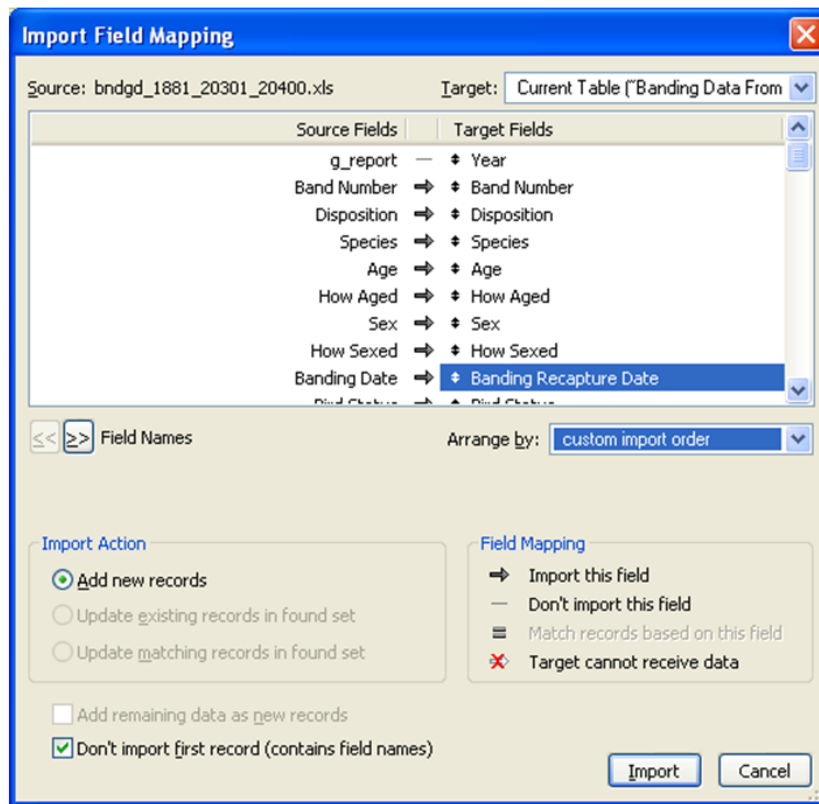 Import Field Mapping
Source: bndgd_1881_20301_20400.xls Target: Current Table ("Banding Data From
Source Fields Target Fields
g_report — Year
Band Number Band Number
Disposition Disposition
Species Species
Age Age
How Aged How Aged
Sex Sex
How Sexed How Sexed
Banding Date Banding Recapture Date
Bird Status Bird Status
<< >> Field Names Arrange by: custom import order
Import Action
Add new records
Update existing records in found set
Update matching records in found set
Field Mapping
Import this field
— Don't import this field
= Match records based on this field
Target cannot receive data
Add remaining data as new records
Don't import first record (contains field names)
Import Cancel